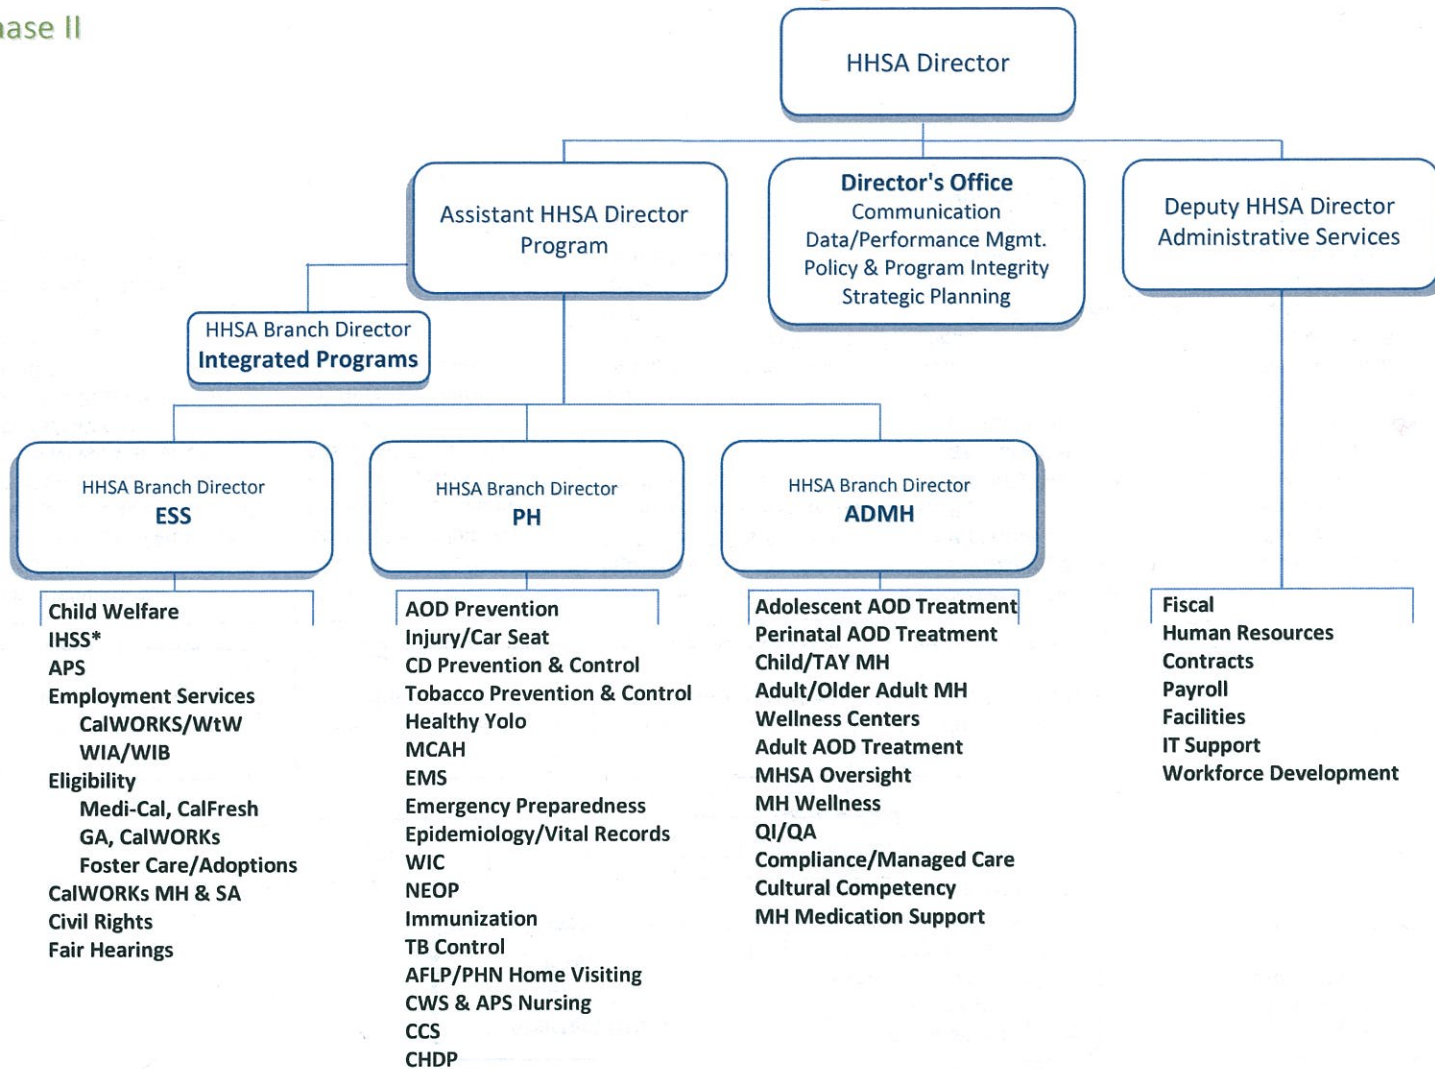 ase II
HHSA Director
Assistant HHSA Director
Program
Director's Office
Communication
Data/Performance Mgmt.
Policy & Program Integrity
Strategic Planning
Deputy HHSA Director
Administrative Services
HHSA Branch Director
Integrated Programs
HHSA Branch Director
ESS
HHSA Branch Director
PH
HHSA Branch Director
ADMH
Child Welfare
IHSS*
APS
Employment Services
CalWORKS/WtW
WIA/WIB
Eligibility
Medi-Cal, CalFresh
GA, CalWORKs
Foster Care/Adoptions
CalWORKs MH & SA
Civil Rights
Fair Hearings
AOD Prevention
Injury/Car Seat
CD Prevention & Control
Tobacco Prevention & Control
Healthy Yolo
MCAH
EMS
Emergency Preparedness
Epidemiology/Vital Records
WIC
NEOP
Immunization
TB Control
AFLP/PHN Home Visiting
CWS & APS Nursing
CCS
CHDP
Adolescent AOD Treatment
Perinatal AOD Treatment
Child/TAY MH
Adult/Older Adult MH
Wellness Centers
Adult AOD Treatment
MHSA Oversight
MH Wellness
QI/QA
Compliance/Managed Care
Cultural Competency
MH Medication Support
Fiscal
Human Resources
Contracts
Payroll
Facilities
IT Support
Workforce Development